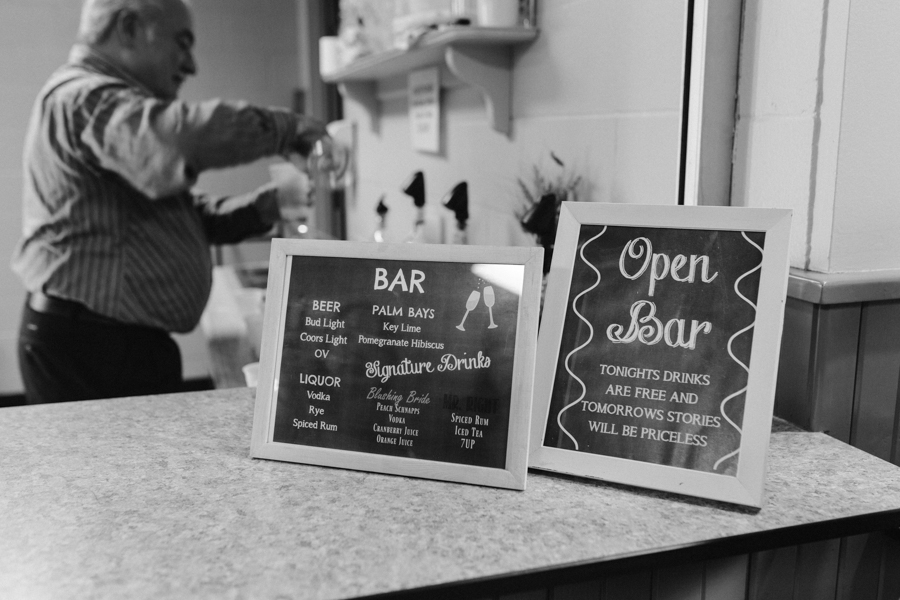 BAR
BEER
Bud Light
Coors Light
OV
LIQUOR
Vodka
Rye
Spiced Rum
PALM BAYS
Key Lime
Pomegranate Hibiscus
Signature Drinks
Blushing Bride
PEACH SCHNAPPS
VODKA
CRANBERRY JUICE
ORANGE JUICE
MR. RIGHT
SPICED RUM
ICED TEA
7UP
Open
Bar
TONIGHTS DRINKS
ARE FREE AND
TOMORROWS STORIES
WILL BE PRICELESS